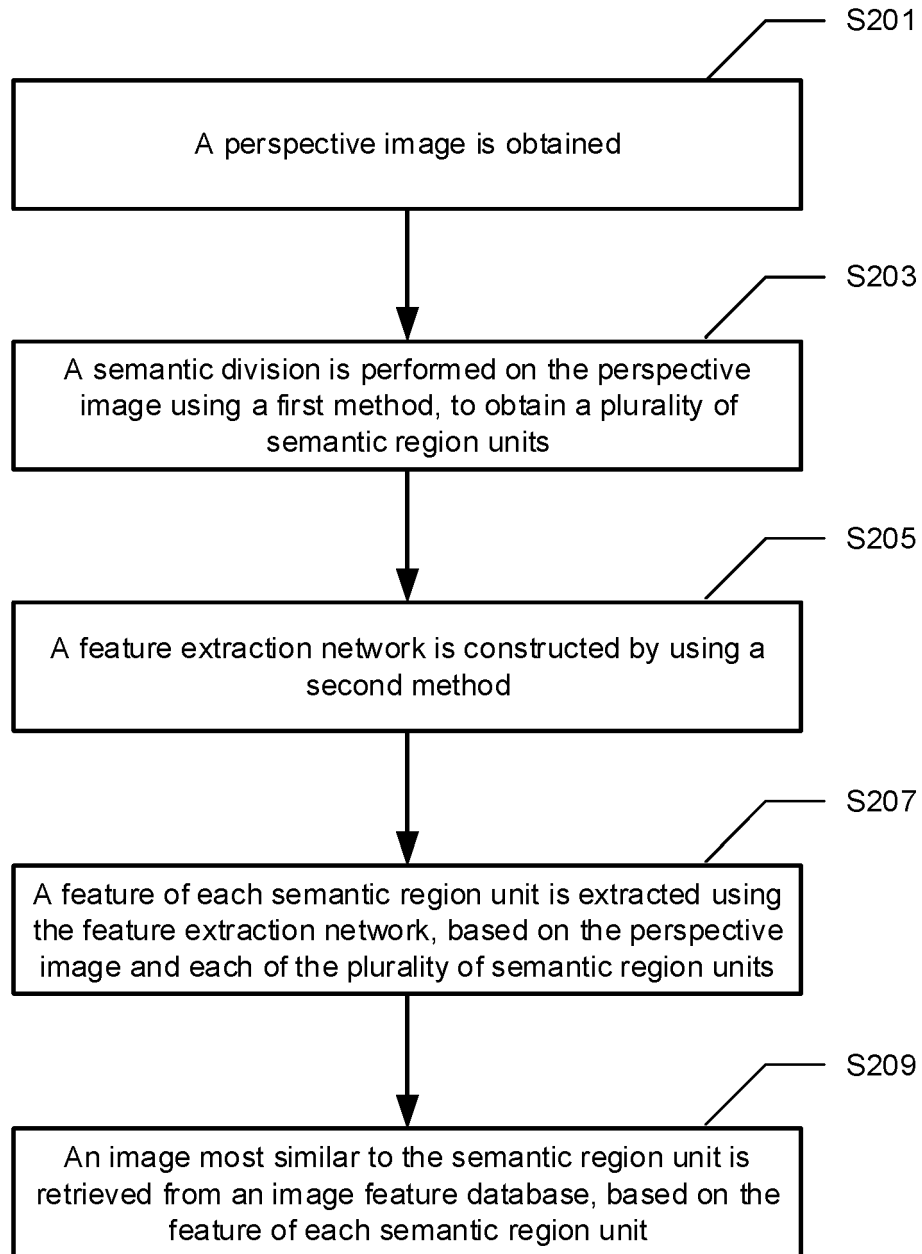 S201
A perspective image is obtained
S203
A semantic division is performed on the perspective
image using a first method, to obtain a plurality of
semantic region units
S205
A feature extraction network is constructed by using a
second method
S207
A feature of each semantic region unit is extracted using
the feature extraction network, based on the perspective
image and each of the plurality of semantic region units
S209
An image most similar to the semantic region unit is
retrieved from an image feature database, based on the
feature of each semantic region unit